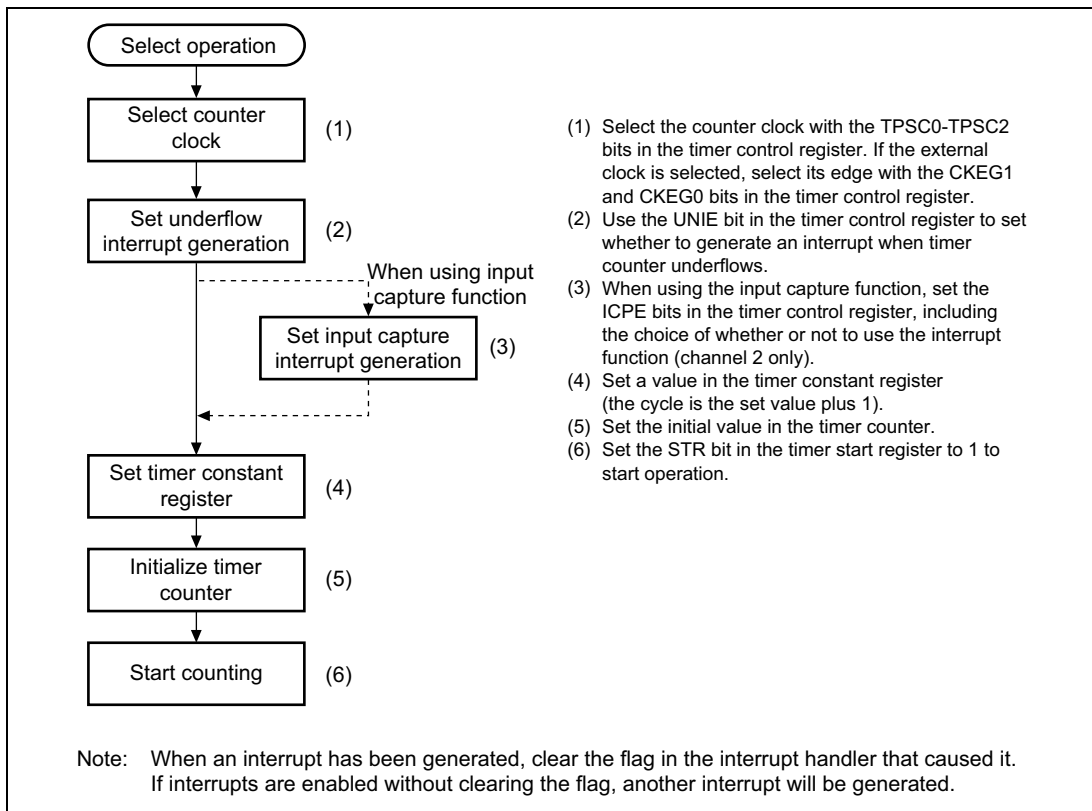 Select operation
Select counter
clock
(1)
Set underflow
interrupt generation
(2)
When using input
capture function
Set input capture
interrupt generation
(3)
Set timer constant
register
(4)
Initialize timer
counter
(5)
Start counting
(6)
(1) Select the counter clock with the TPSC0-TPSC2
bits in the timer control register. If the external
clock is selected, select its edge with the CKEG1
and CKEG0 bits in the timer control register.
(2) Use the UNIE bit in the timer control register to set
whether to generate an interrupt when timer
counter underflows.
(3) When using the input capture function, set the
ICPE bits in the timer control register, including
the choice of whether or not to use the interrupt
function (channel 2 only).
(4) Set a value in the timer constant register
(the cycle is the set value plus 1).
(5) Set the initial value in the timer counter.
(6) Set the STR bit in the timer start register to 1 to
start operation.
Note: When an interrupt has been generated, clear the flag in the interrupt handler that caused it.
If interrupts are enabled without clearing the flag, another interrupt will be generated.